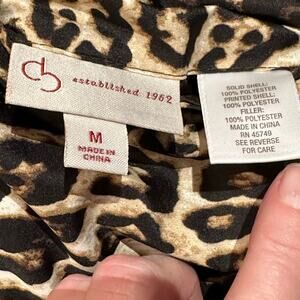 cb
established 1962
M
MADE IN
CHINA
SOLID SHELL:
100% POLYESTER
PRINTED SHELL:
100% POLYESTER
FILLER:
100% POLYESTER
MADE IN CHINA
RN 45749
SEE REVERSE
FOR CARE